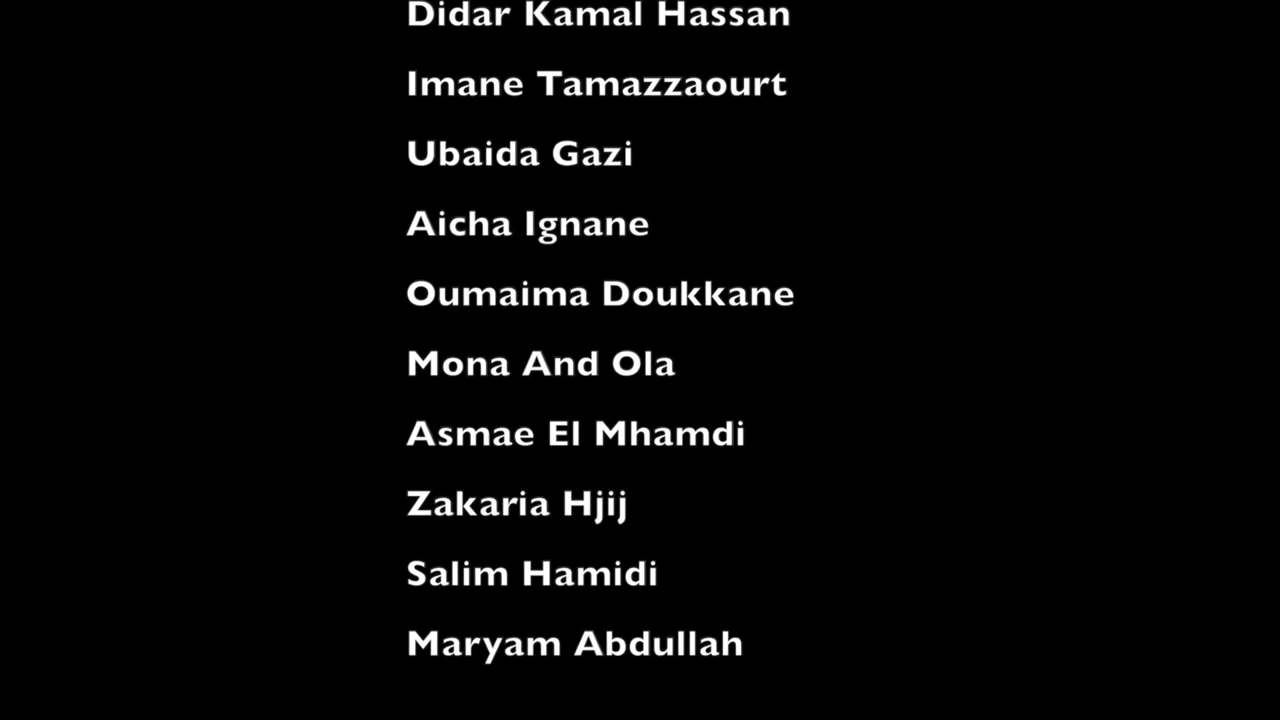 Didar Kamal Hassan
Imane Tamazzaourt
Ubaida Gazi
Aicha Ignane
Oumaima Doukkane
Mona And Ola
Asmae El Mhamdi
Zakaria Hjij
Salim Hamidi
Maryam Abdullah